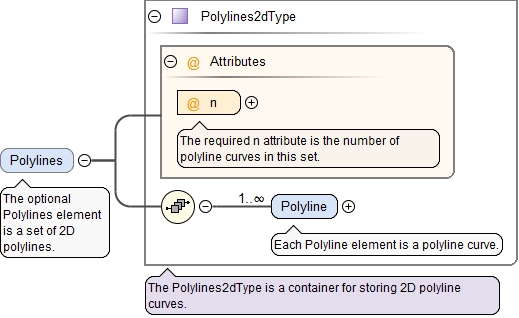 Polylines2dType
@ Attributes
@ n
The required n attribute is the number of
polyline curves in this set.
Polylines
The optional
Polylines element
is a set of 2D
polylines.
1..∞
Polyline
Each Polyline element is a polyline curve.
The Polylines2dType is a container for storing 2D polyline
curves.